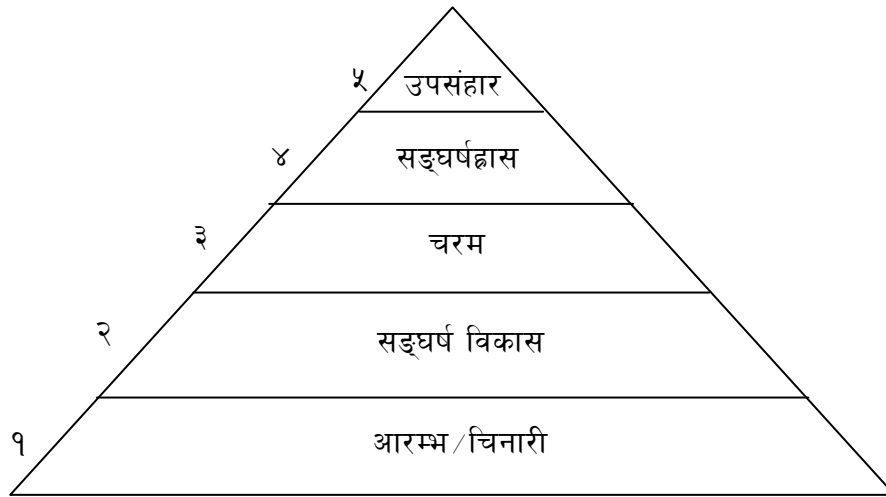 ५ उपसंहार
४ सङ्घर्षह्रास
३ चरम
२ सङ्घर्ष विकास
१ आरम्भ/चिनारी